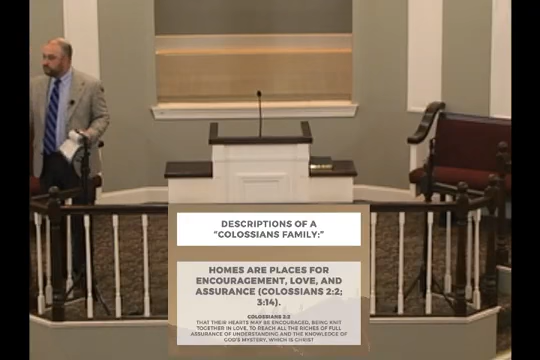 DESCRIPTIONS OF A
"COLOSSIANS FAMILY:"
HOMES ARE PLACES FOR
ENCOURAGEMENT, LOVE, AND
ASSURANCE (COLOSSIANS 2:2;
3:14).
COLOSSIANS 2:2
THAT THEIR HEARTS MAY BE ENCOURAGED, BEING KNIT
TOGETHER IN LOVE, TO REACH ALL THE RICHES OF FULL
ASSURANCE OF UNDERSTANDING AND THE KNOWLEDGE OF
GOD'S MYSTERY, WHICH IS CHRIST